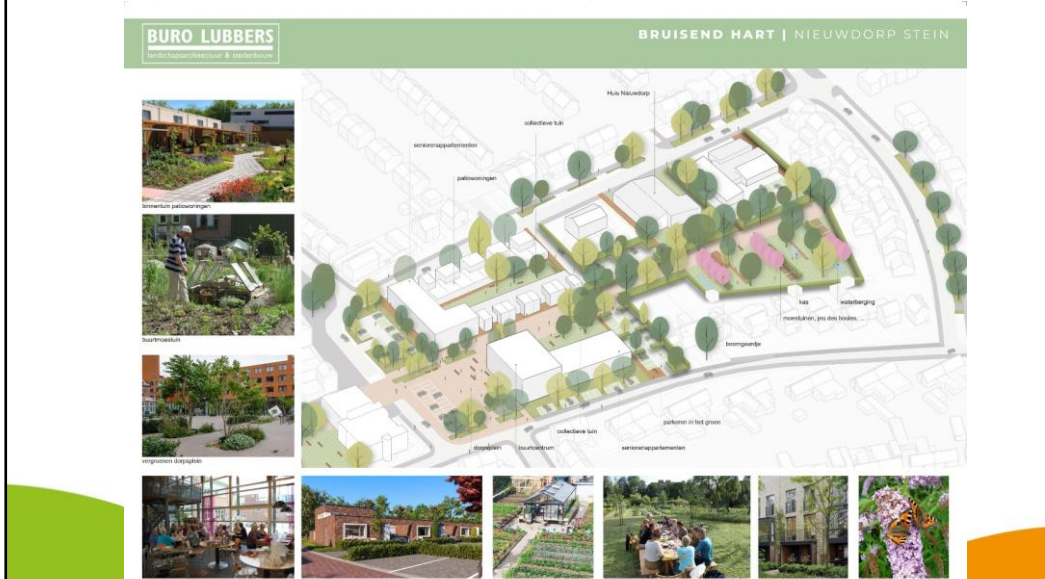 BURO LUBBERS
landschapsarchitectuur & stedenbouw
BRUISEND HART | NIEUWDORP STEIN
Huis Nieuwdorp
collectieve tuin
seniorenappartementen
patiowoningen
binnentuin patiowoningen
kas
waterberging
moestuinen, jeu des boules, ...
buurtmoestuin
boomgaardje
parkeren in het groen
collectieve tuin
dorpsplein
buurtcentrum
seniorenappartementen
vergroenen dorpsplein